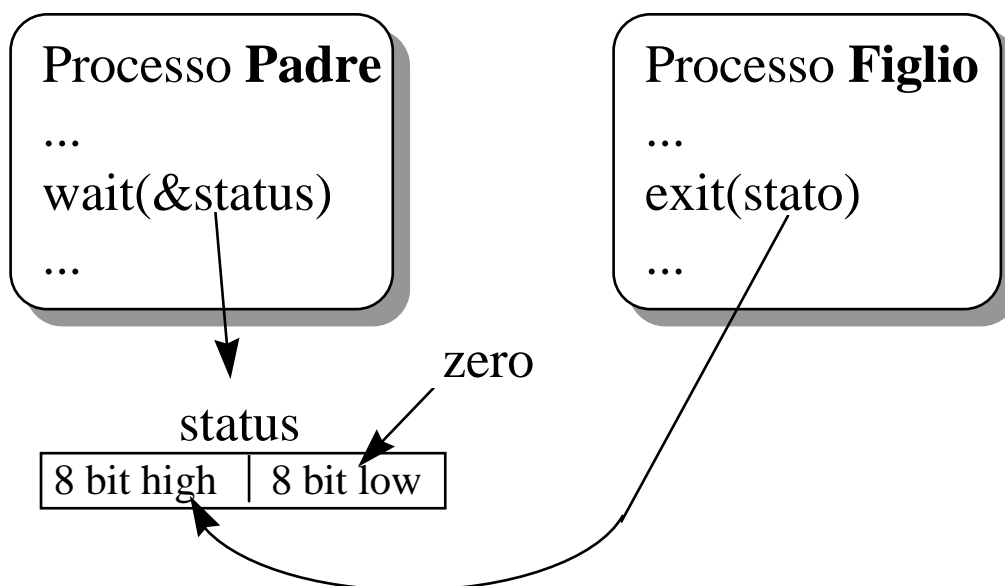 Processo Padre
...
wait(&status)
...
Processo Figlio
...
exit(stato)
...
zero
status
8 bit high
8 bit low